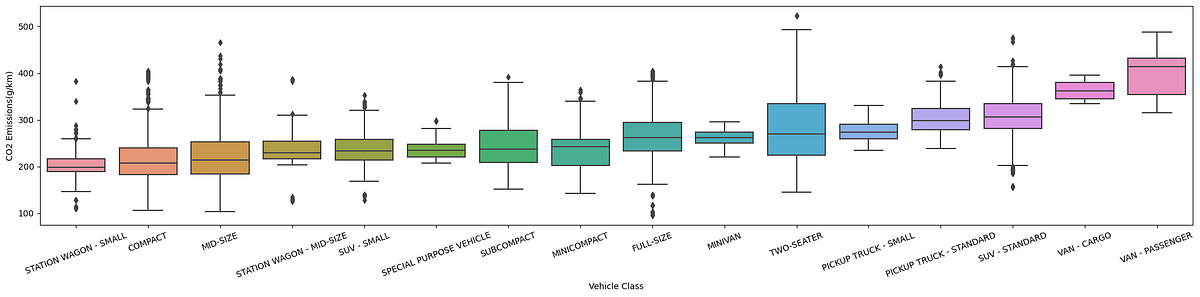 500
400
300
200
100
CO2 Emissions(g/km)
STATION WAGON - SMALL
COMPACT
MID-SIZE
STATION WAGON - MID-SIZE
SUV - SMALL
SPECIAL PURPOSE VEHICLE
SUBCOMPACT
MINICOMPACT
FULL-SIZE
MINIVAN
TWO-SEATER
PICKUP TRUCK - SMALL
PICKUP TRUCK - STANDARD
SUV - STANDARD
VAN - CARGO
VAN - PASSENGER
Vehicle Class